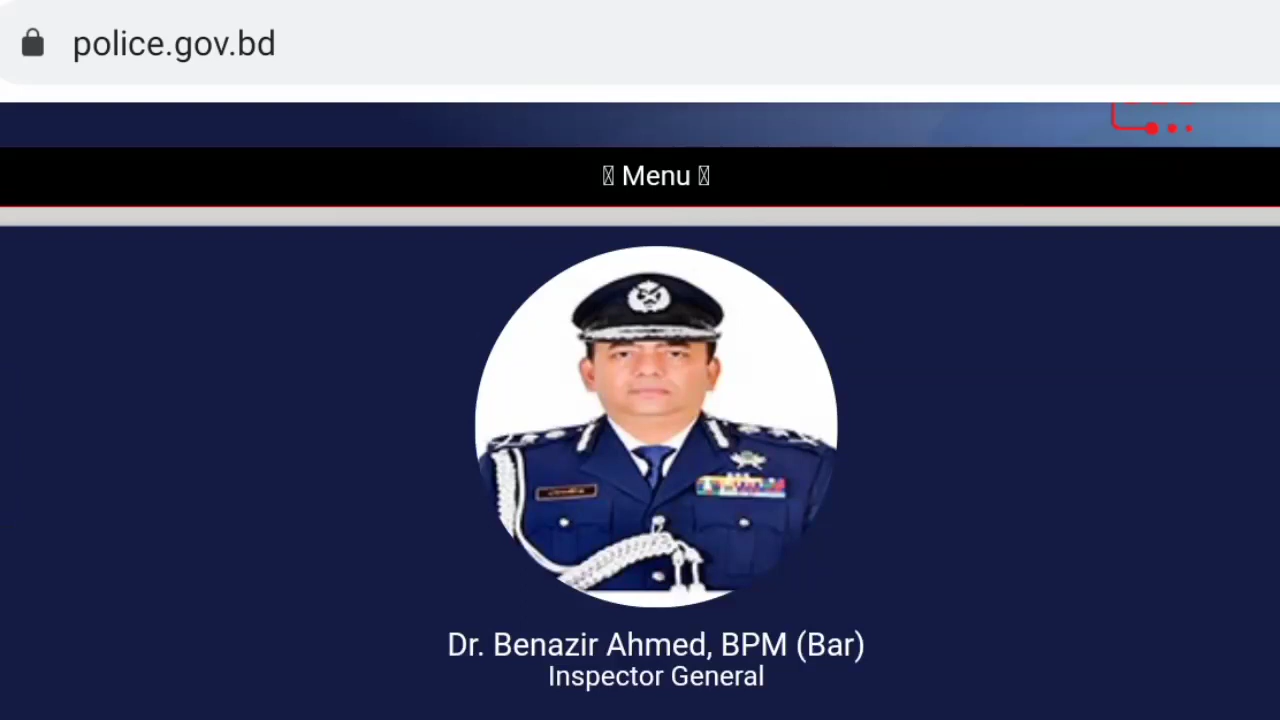 police.gov.bd
Menu
Dr. Benazir Ahmed, BPM (Bar)
Inspector General